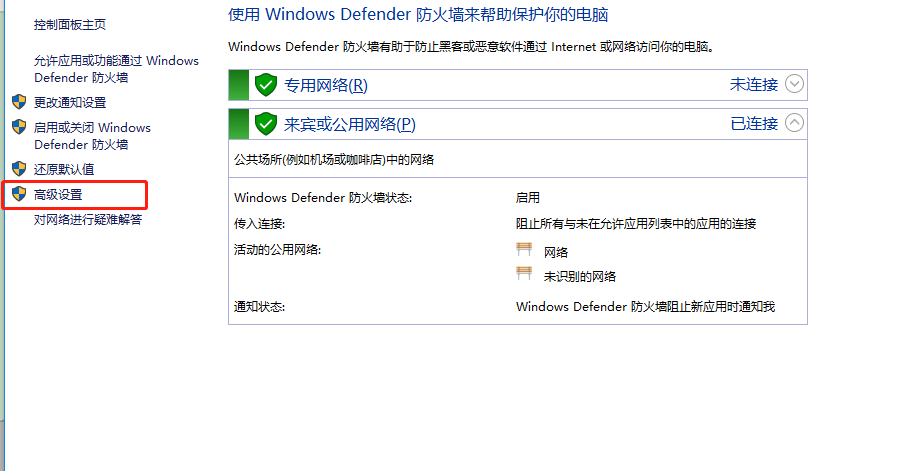 控制面板主页
允许应用或功能通过 Windows
Defender 防火墙
更改通知设置
启用或关闭 Windows
Defender 防火墙
还原默认值
高级设置
对网络进行疑难解答
使用 Windows Defender 防火墙来帮助保护你的电脑
Windows Defender 防火墙有助于防止黑客或恶意软件通过 Internet 或网络访问你的电脑。
专用网络(R) 未连接
来宾或公用网络(P) 已连接
公共场所(例如机场或咖啡店)中的网络
Windows Defender 防火墙状态: 启用
传入连接: 阻止所有与未在允许应用列表中的应用的连接
活动的公用网络: 网络
未识别的网络
通知状态: Windows Defender 防火墙阻止新应用时通知我